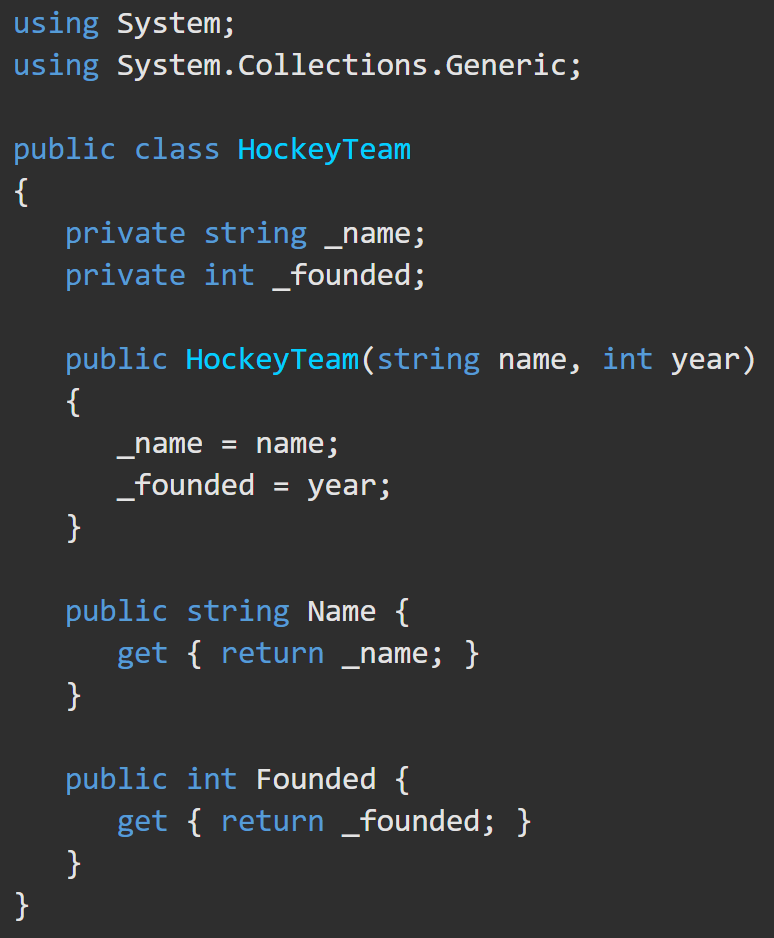 using System;
using System.Collections.Generic;

public class HockeyTeam
{
   private string _name;
   private int _founded;

   public HockeyTeam(string name, int year)
   {
      _name = name;
      _founded = year;
   }

   public string Name {
      get { return _name; }
   }

   public int Founded {
      get { return _founded; }
   }
}